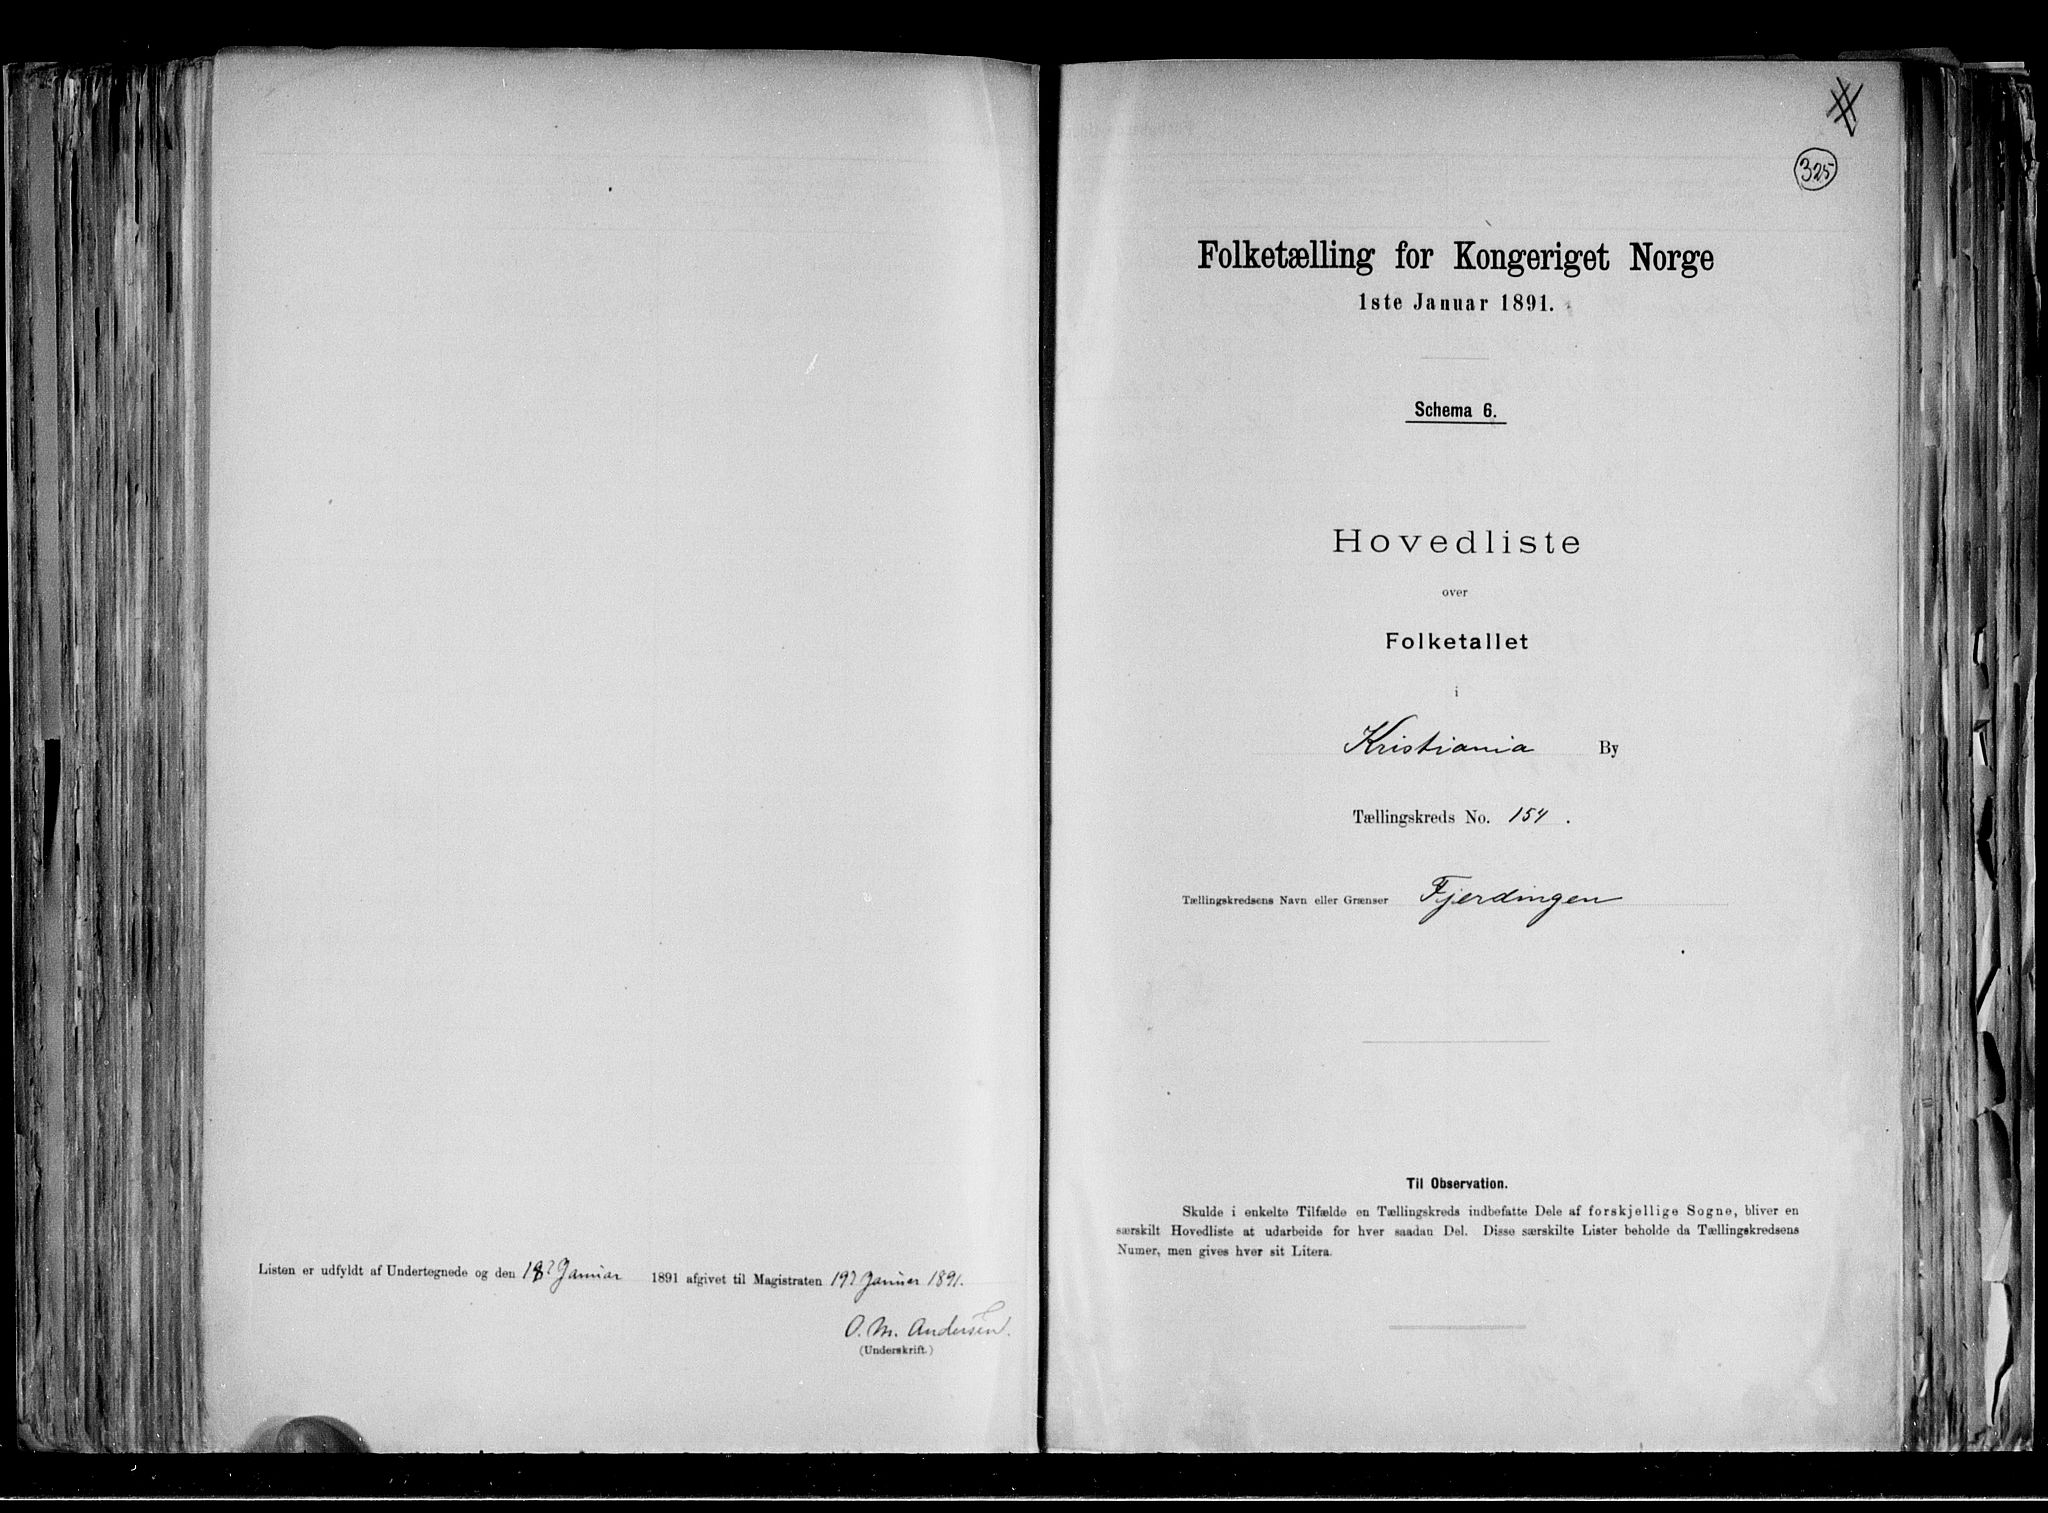 Listen er udfyldt af Undertegnede og den 18? Januar 1891 afgivet til Magistraten 19? Januar 1891.
O. M. Andersen.
(Underskrift.)
325
Folketælling for Kongeriget Norge
1ste Januar 1891.
Schema 6.
Hovedliste
over
Folketallet
i
Kristiania By
Tællingskreds No. 154.
Tællingskredsens Navn eller Grænser Fjerdingen
Til Observation.
Skulde i enkelte Tilfælde en Tællingskreds indbefatte Dele af forskjellige Sogne, bliver en
særskilt Hovedliste at udarbeide for hver saadan Del. Disse særskilte Lister beholde da Tællingskredsens
Numer, men gives hver sit Litera.